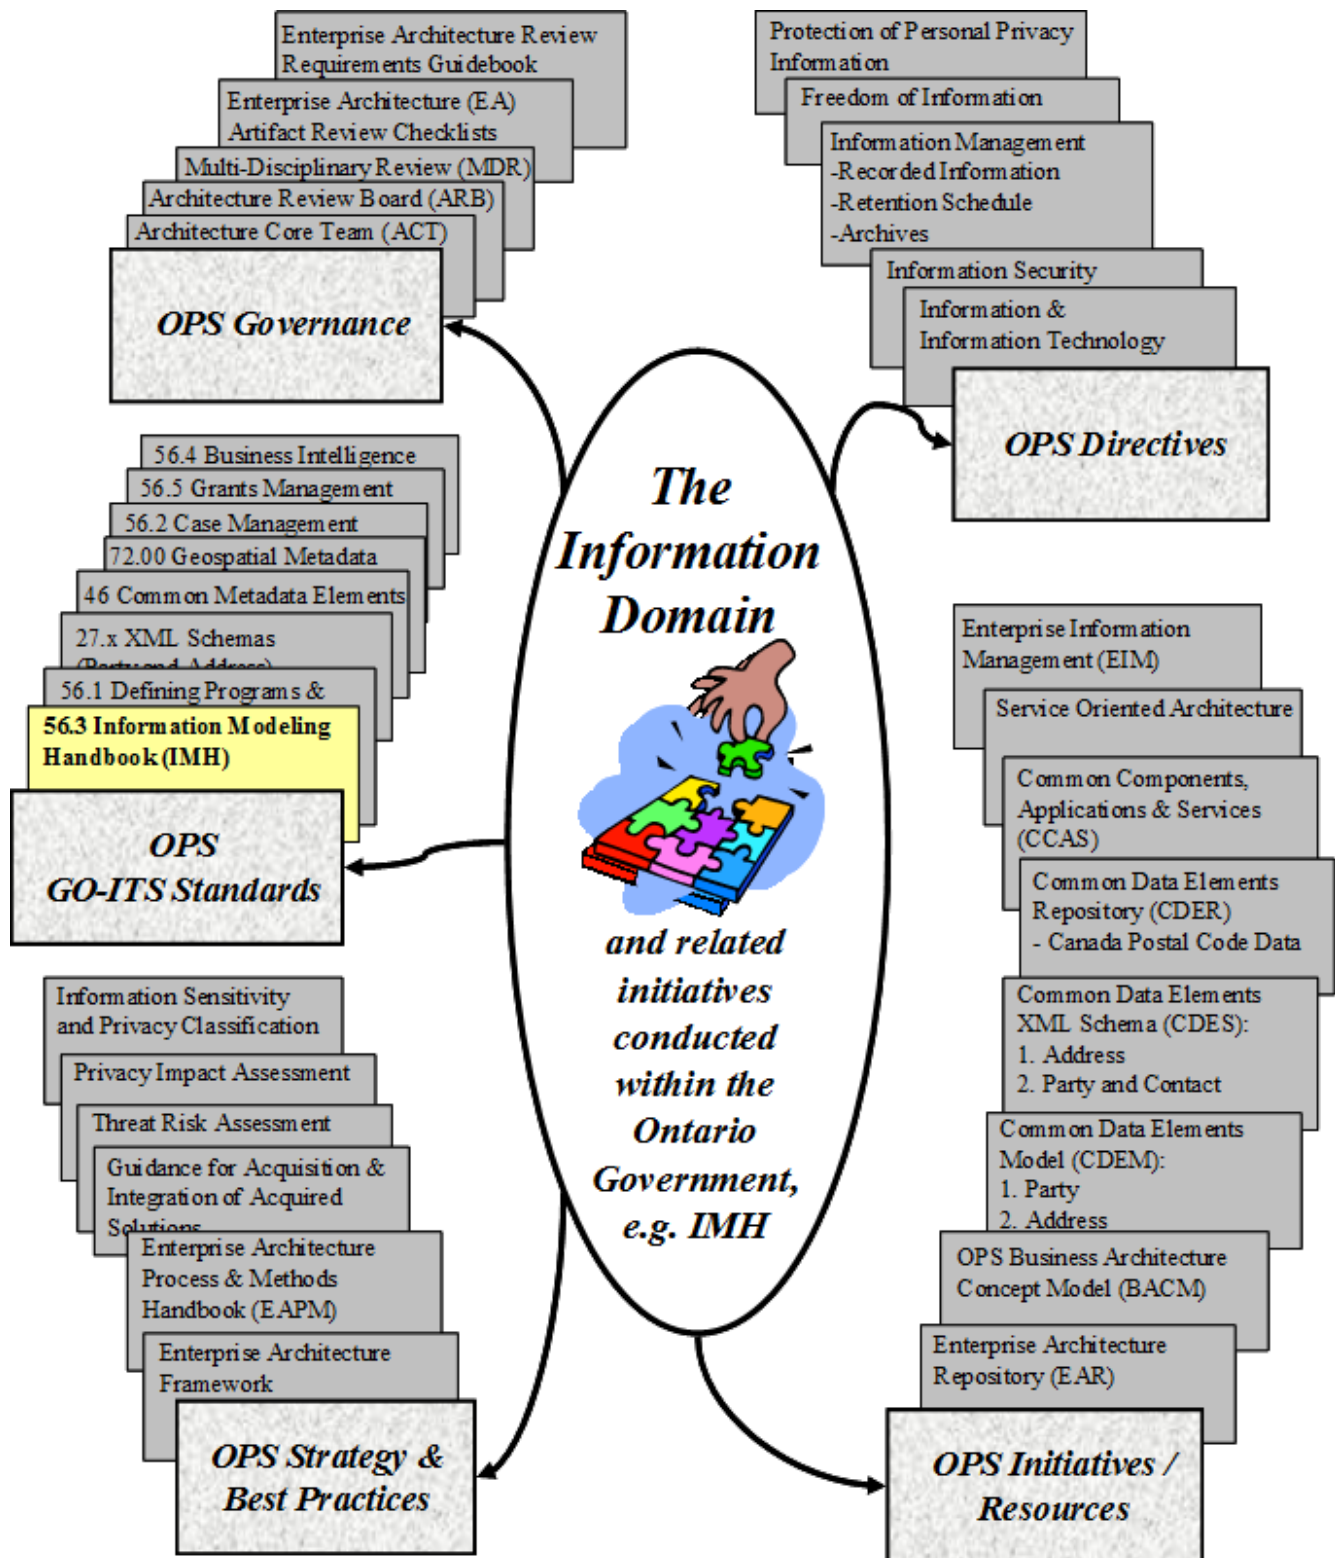 Enterprise Architecture Review
Requirements Guidebook
Enterprise Architecture (EA)
Artifact Review Checklists
Multi-Disciplinary Review (MDR)
Architecture Review Board (ARB)
Architecture Core Team (ACT)
OPS Governance
Protection of Personal Privacy
Information
Freedom of Information
Information Management
-Recorded Information
-Retention Schedule
-Archives
Information Security
Information &
Information Technology
OPS Directives
56.4 Business Intelligence
56.5 Grants Management
56.2 Case Management
72.00 Geospatial Metadata
46 Common Metadata Elements
27.x XML Schemas
(Party and Address)
56.1 Defining Programs &
56.3 Information Modeling
Handbook (IMH)
OPS
GO-ITS Standards
The
Information
Domain
and related
initiatives
conducted
within the
Ontario
Government,
e.g. IMH
Enterprise Information
Management (EIM)
Service Oriented Architecture
Common Components,
Applications & Services
(CCAS)
Common Data Elements
Repository (CDER)
- Canada Postal Code Data
Common Data Elements
XML Schema (CDES):
1. Address
2. Party and Contact
Common Data Elements
Model (CDEM):
1. Party
2. Address
OPS Business Architecture
Concept Model (BACM)
Enterprise Architecture
Repository (EAR)
OPS Initiatives /
Resources
Information Sensitivity
and Privacy Classification
Privacy Impact Assessment
Threat Risk Assessment
Guidance for Acquisition &
Integration of Acquired
Solutions
Enterprise Architecture
Process & Methods
Handbook (EAPM)
Enterprise Architecture
Framework
OPS Strategy &
Best Practices